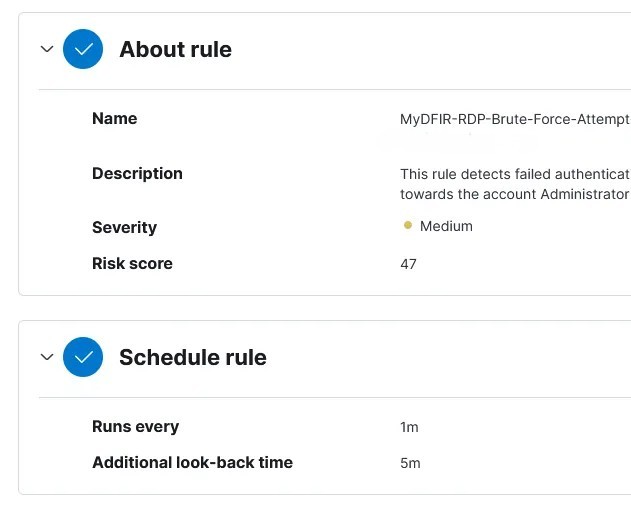 About rule
Name MyDFIR-RDP-Brute-Force-Attempt
Description This rule detects failed authenticat
towards the account Administrator
Severity Medium
Risk score 47
Schedule rule
Runs every 1m
Additional look-back time 5m